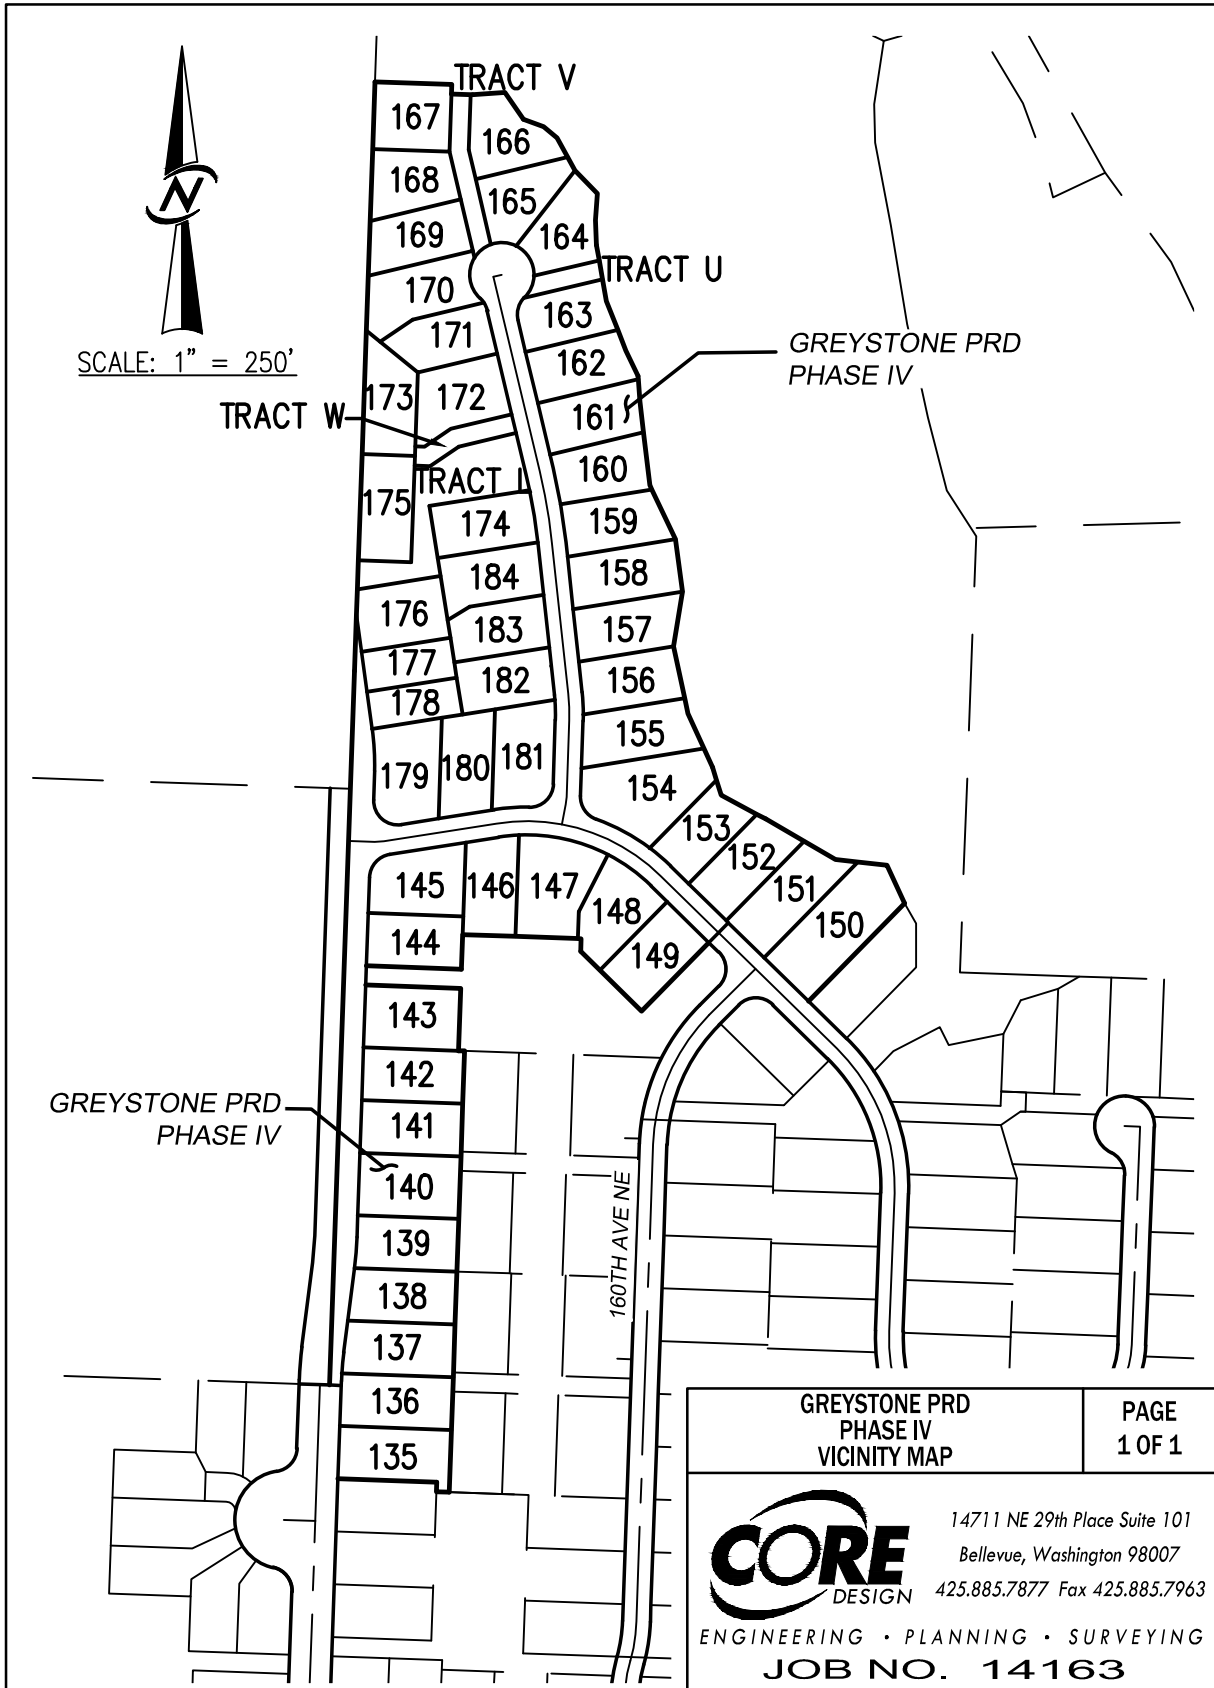 TRACT V
167
166
168
165
169
164
TRACT U
170
163
171
SCALE: 1" = 250'
GREYSTONE PRD
PHASE IV
162
173
172
TRACT W
161
160
TRACT
175
174
159
184
158
176
183
157
177
182
156
178
155
181
180
179
154
153
152
145
146
147
151
148
150
144
149
143
142
GREYSTONE PRD
PHASE IV
141
140
160TH AVE NE
139
138
137
136
135
GREYSTONE PRD
PHASE IV
VICINITY MAP
PAGE
1 OF 1
CORE
DESIGN
14711 NE 29th Place Suite 101
Bellevue, Washington 98007
425.885.7877 Fax 425.885.7963
ENGINEERING · PLANNING · SURVEYING
JOB NO. 14163
N